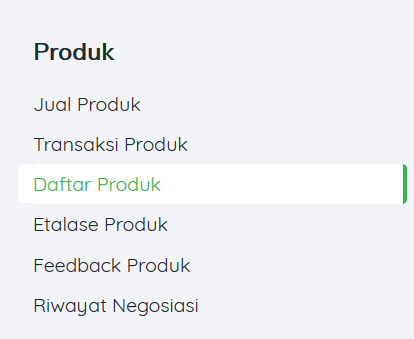 Produk
Jual Produk
Transaksi Produk
Daftar Produk
Etalase Produk
Feedback Produk
Riwayat Negosiasi